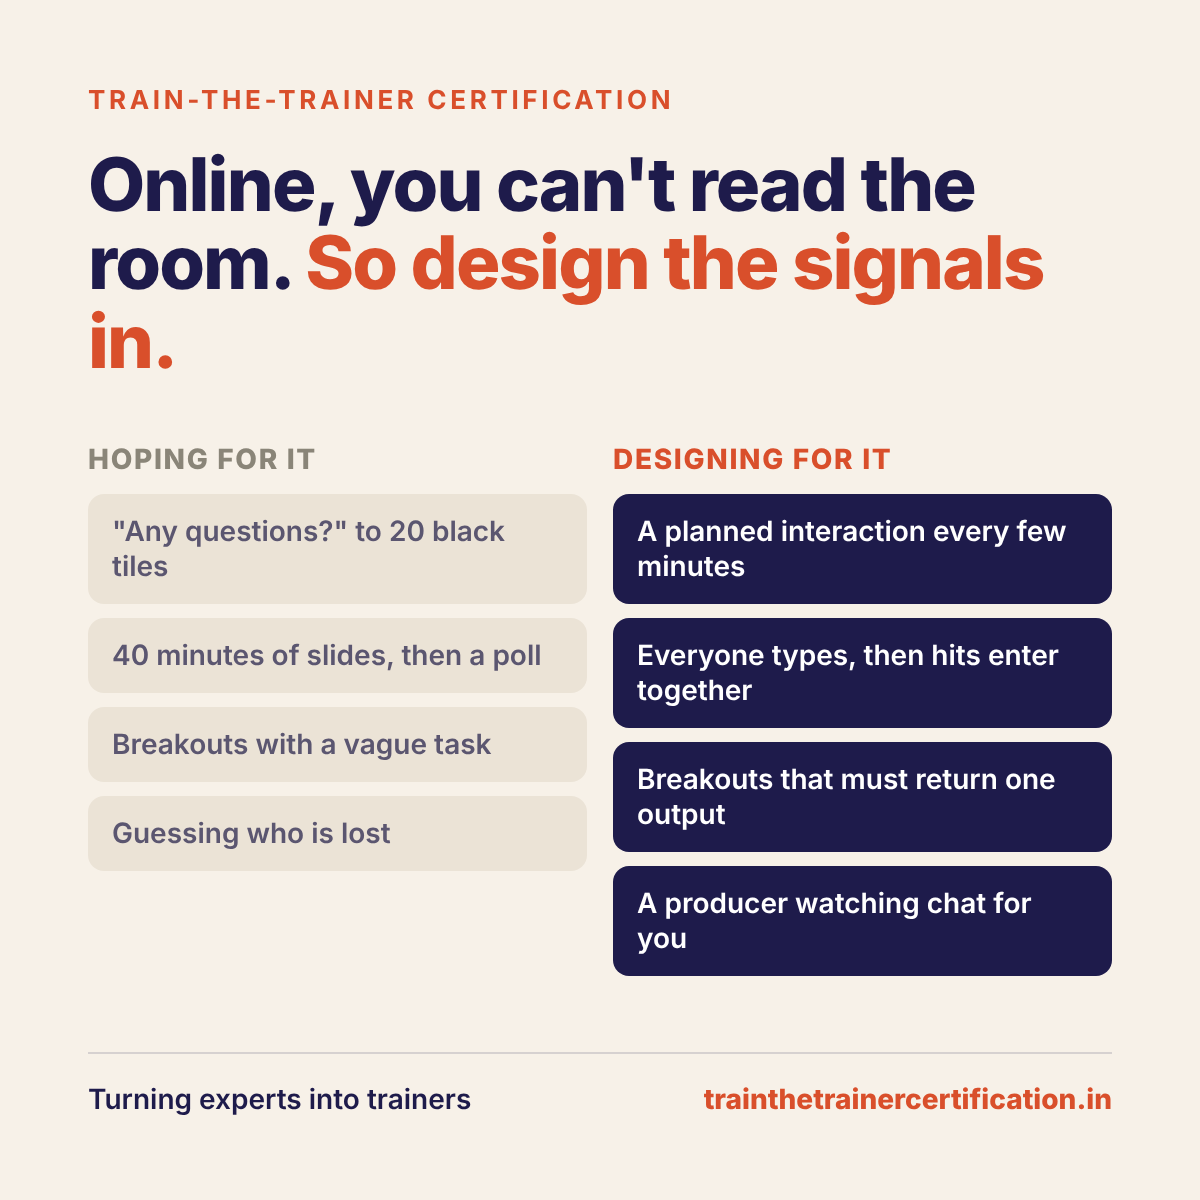 TRAIN-THE-TRAINER CERTIFICATION
Online, you can't read the
room. So design the signals
in.
HOPING FOR IT
"Any questions?" to 20 black
tiles
40 minutes of slides, then a poll
Breakouts with a vague task
Guessing who is lost
DESIGNING FOR IT
A planned interaction every few
minutes
Everyone types, then hits enter
together
Breakouts that must return one
output
A producer watching chat for
you
Turning experts into trainers
trainthetrainercertification.in